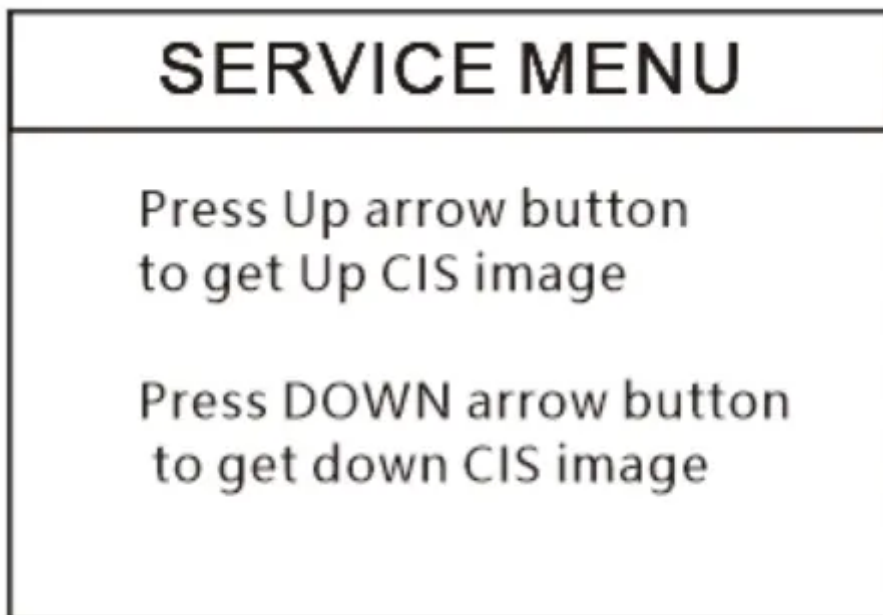 SERVICE MENU
Press Up arrow button
to get Up CIS image
Press DOWN arrow button
to get down CIS image